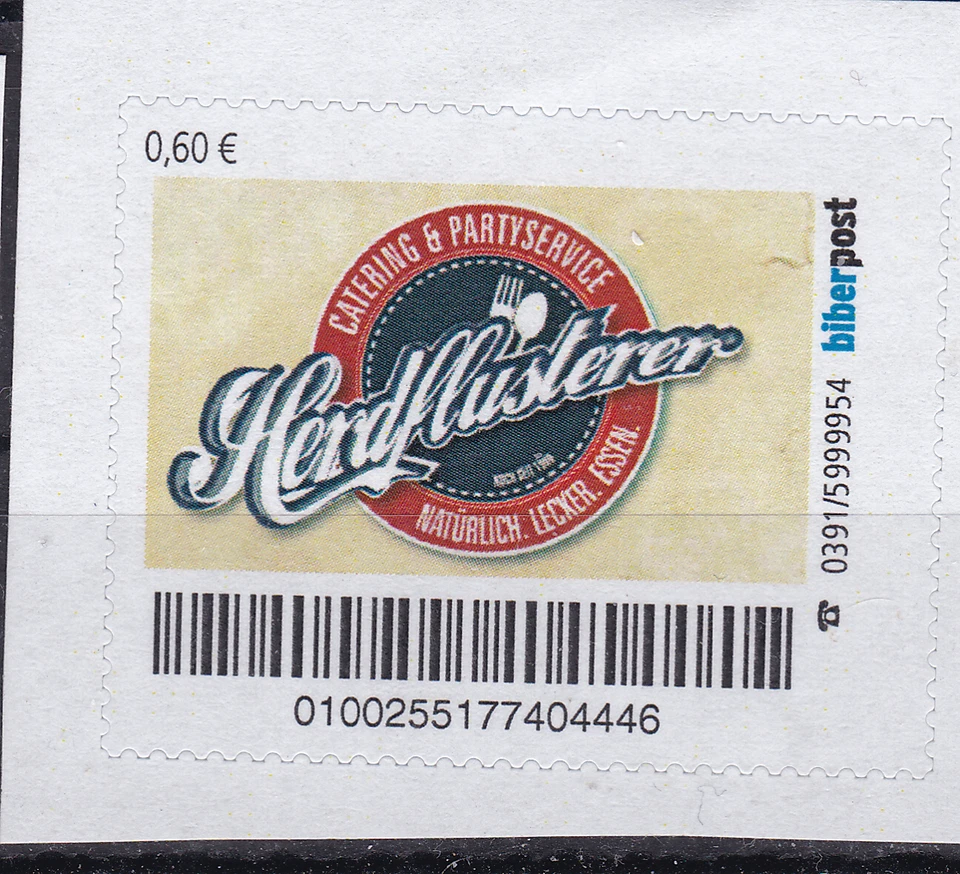 0,60 €
CATERING & PARTYSERVICE
Herdflüsterer
NATÜRLICH. LECKER. ESSEN.
biberpost
0391/5999954
0100255177404446